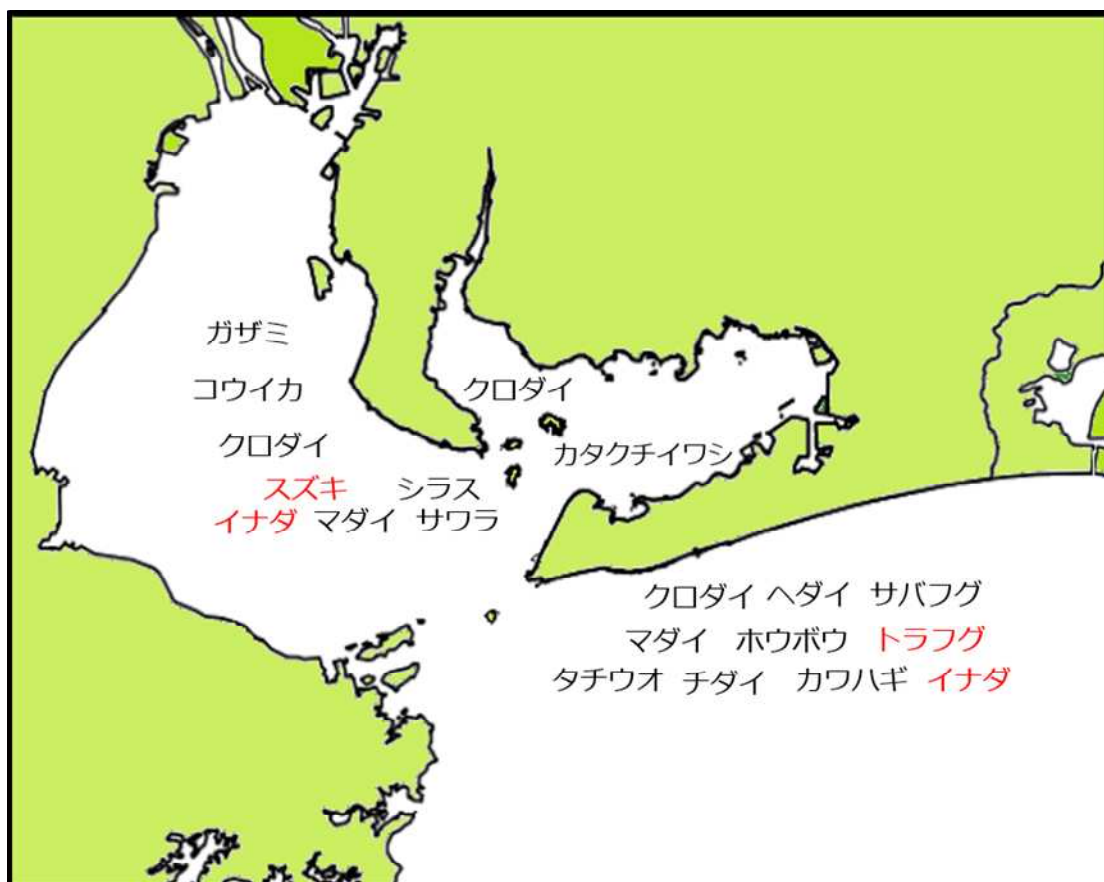 ガザミ
コウイカ
クロダイ
クロダイ
カタクチイワシ
スズキ シラス
イナダ マダイ サワラ
クロダイ ヘダイ サバフグ
マダイ ホウボウ トラフグ
タチウオ チダイ カワハギ イナダ